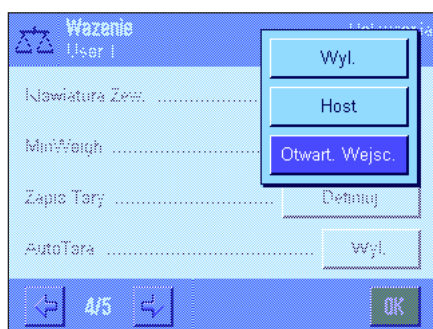 Wazenie
User 1
Wyl.
Klawiatura Zew.
Host
MinWeigh
Otwart. Wejsc.
Zapis Tary
Definiuj
AutoTara
Wyl.
4/5
OK